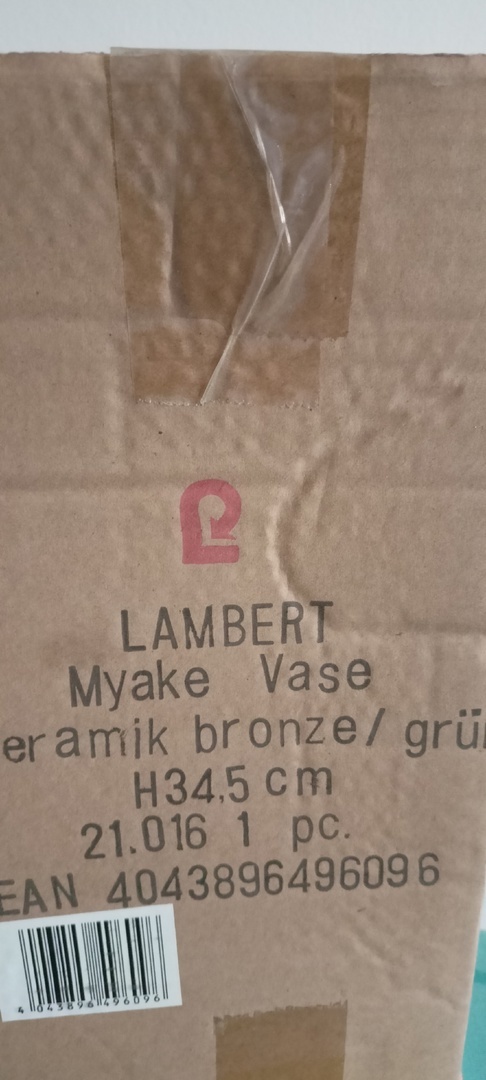 LAMBERT
Myake Vase
eramik bronze/ grü
H34,5 cm
21.016 1 pc.
EAN 4043896496096
4 043896 496096